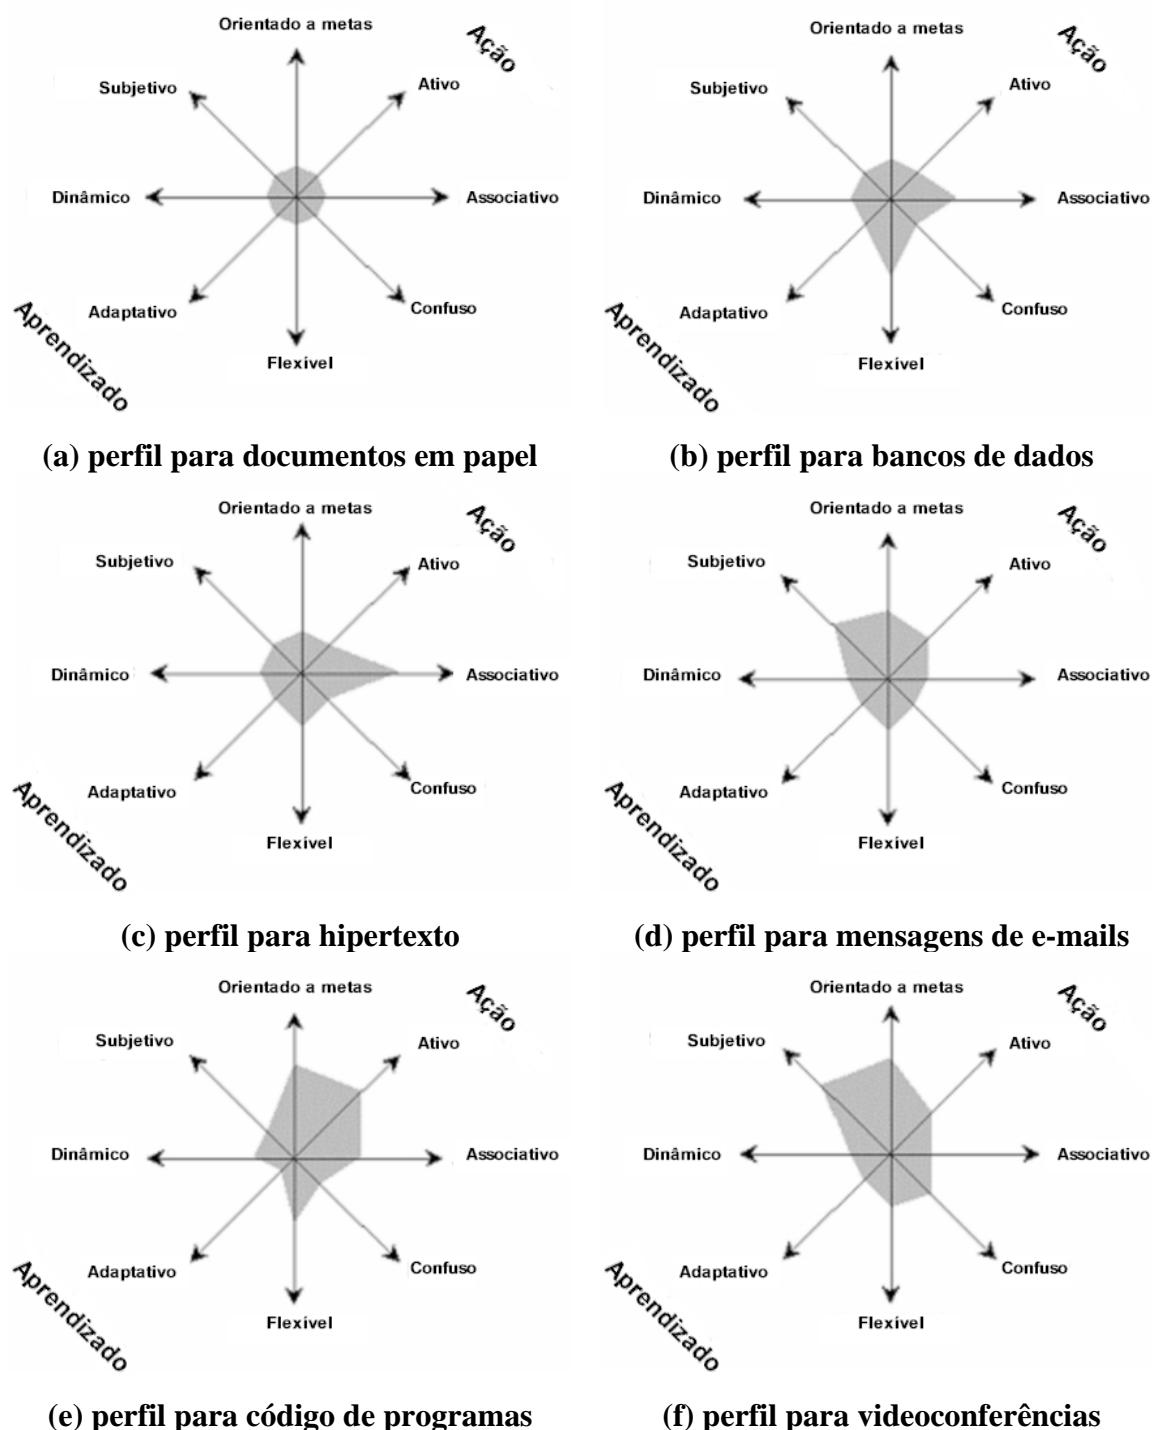 Orientado a metas
Ação
Subjetivo
Ativo
Dinâmico
Associativo
Adaptativo
Confuso
Aprendizado
Flexível
(a) perfil para documentos em papel
Orientado a metas
Ação
Subjetivo
Ativo
Dinâmico
Associativo
Adaptativo
Confuso
Aprendizado
Flexível
(b) perfil para bancos de dados
Orientado a metas
Ação
Subjetivo
Ativo
Dinâmico
Associativo
Adaptativo
Confuso
Aprendizado
Flexível
(c) perfil para hipertexto
Orientado a metas
Ação
Subjetivo
Ativo
Dinâmico
Associativo
Adaptativo
Confuso
Aprendizado
Flexível
(d) perfil para mensagens de e-mails
Orientado a metas
Ação
Subjetivo
Ativo
Dinâmico
Associativo
Adaptativo
Confuso
Aprendizado
Flexível
(e) perfil para código de programas
Orientado a metas
Ação
Subjetivo
Ativo
Dinâmico
Associativo
Adaptativo
Confuso
Aprendizado
Flexível
(f) perfil para videoconferências